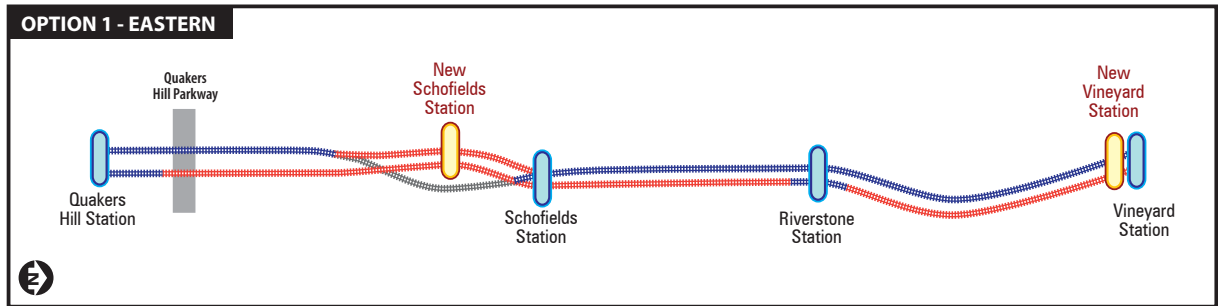 OPTION 1 - EASTERN
Quakers
Hill Parkway
New
Schofields
Station
New
Vineyard
Station
Quakers
Hill Station
Schofields
Station
Riverstone
Station
Vineyard
Station
N